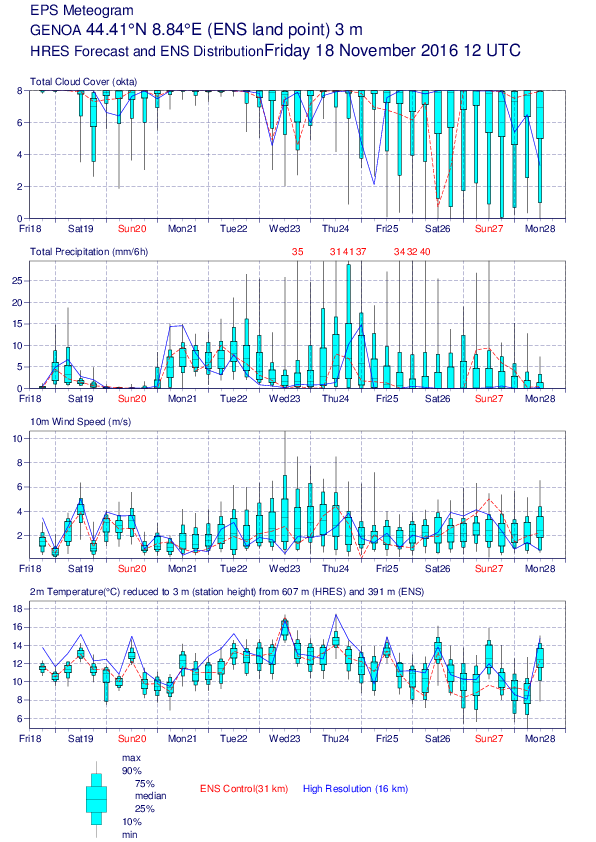 EPS Meteogram
GENOA 44.41°N 8.84°E (ENS land point) 3 m
HRES Forecast and ENS Distribution Friday 18 November 2016 12 UTC
Total Cloud Cover (okta)
8
6
4
2
0
Fri18 Sat19 Sun20 Mon21 Tue22 Wed23 Thu24 Fri25 Sat26 Sun27 Mon28
Total Precipitation (mm/6h) 35 31 41 37 34 32 40
25
20
15
10
5
0
Fri18 Sat19 Sun20 Mon21 Tue22 Wed23 Thu24 Fri25 Sat26 Sun27 Mon28
10m Wind Speed (m/s)
10
8
6
4
2
Fri18 Sat19 Sun20 Mon21 Tue22 Wed23 Thu24 Fri25 Sat26 Sun27 Mon28
2m Temperature(°C) reduced to 3 m (station height) from 607 m (HRES) and 391 m (ENS)
18
16
14
12
10
8
6
Fri18 Sat19 Sun20 Mon21 Tue22 Wed23 Thu24 Fri25 Sat26 Sun27 Mon28
max
90%
75%
median
25%
10%
min
ENS Control(31 km) High Resolution (16 km)